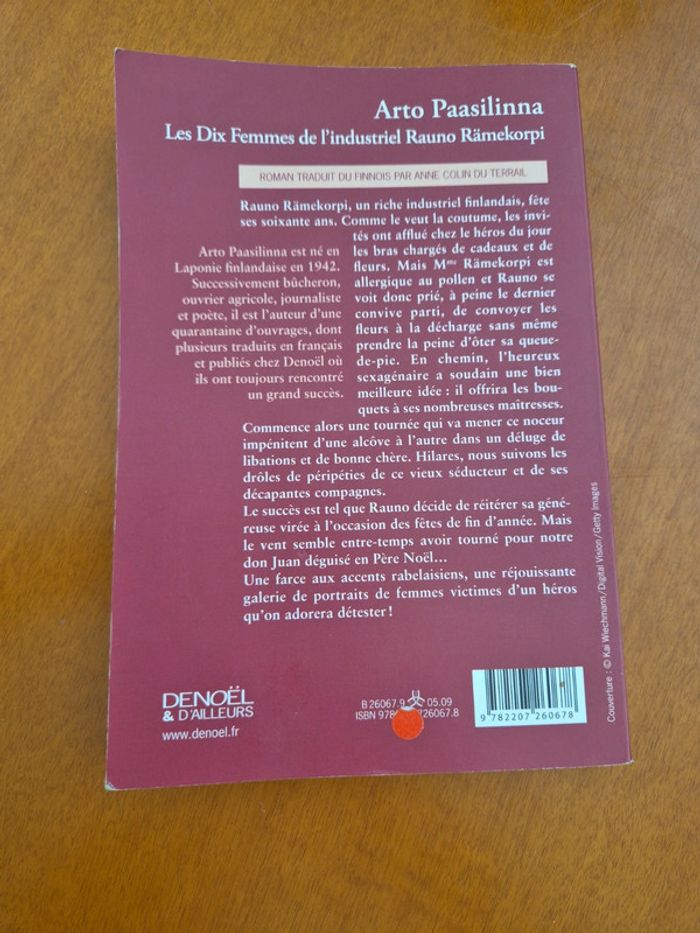 Arto Paasilinna
Les Dix Femmes de l'industriel Rauno Rämekorpi
ROMAN TRADUIT DU FINNOIS PAR ANNE COLIN DU TERRAIL
Rauno Rämekorpi, un riche industriel finlandais, fête
ses soixante ans. Comme le veut la coutume, les invi-
tés ont afflué chez le héros du jour
les bras chargés de cadeaux et de
fleurs. Mais Mme Rämekorpi est
allergique au pollen et Rauno se
voit donc prié, à peine le dernier
convive parti, de convoyer les
fleurs à la décharge sans même
prendre la peine d'ôter sa queue-
de-pie. En chemin, l'heureux
sexagénaire a soudain une bien
meilleure idée : il offrira les bou-
quets à ses nombreuses maîtresses.
Commence alors une tournée qui va mener ce noceur
impénitent d'une alcôve à l'autre dans un déluge de
libations et de bonne chère. Hilares, nous suivons les
drôles de péripéties de ce vieux séducteur et de ses
décapantes compagnes.
Le succès est tel que Rauno décide de réitérer sa géné-
reuse virée à l'occasion des fêtes de fin d'année. Mais
le vent semble entre-temps avoir tourné pour notre
don Juan déguisé en Père Noël...
Une farce aux accents rabelaisiens, une réjouissante
galerie de portraits de femmes victimes d'un héros
qu'on adorera détester !
Arto Paasilinna est né en
Laponie finlandaise en 1942.
Successivement bûcheron,
ouvrier agricole, journaliste
et poète, il est l'auteur d'une
quarantaine d'ouvrages, dont
plusieurs traduits en français
et publiés chez Denoël où
ils ont toujours rencontré
un grand succès.
DENOËL
& D'AILLEURS
www.denoel.fr
B 26067.9 05.09
ISBN 978 726067.8
9 782207 260678
Couverture : © Kai Wiechmann / Digital Vision / Getty Images